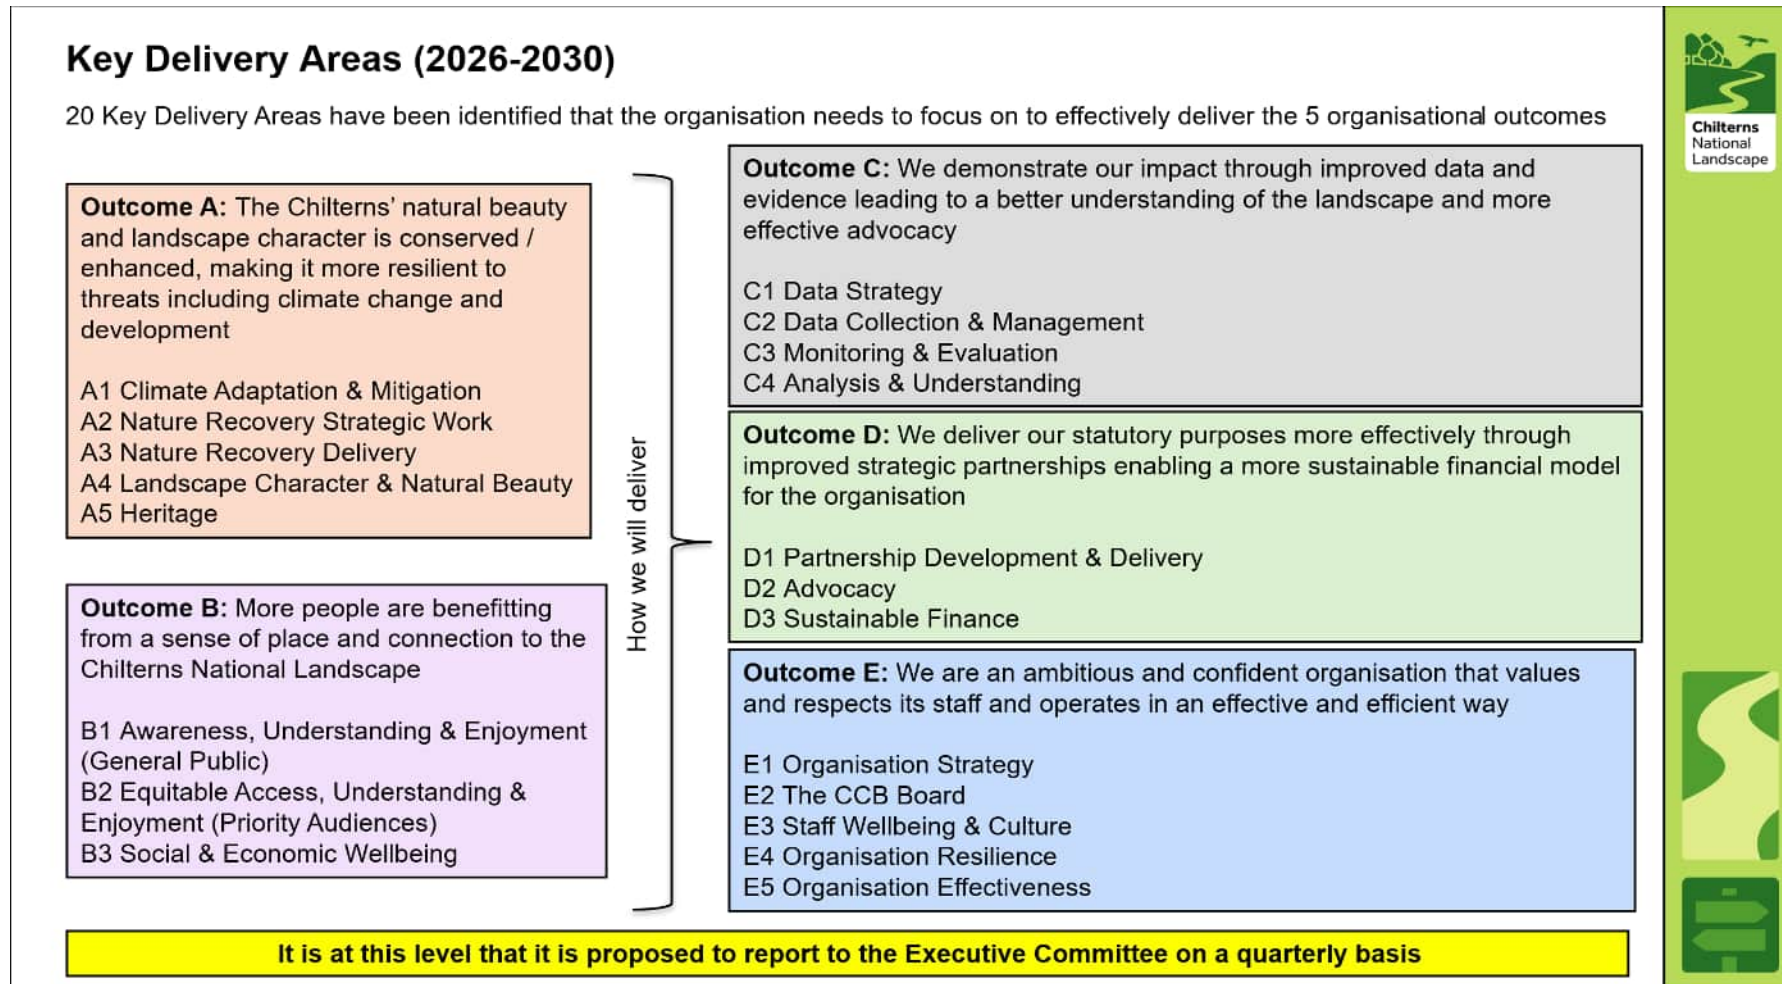 Key Delivery Areas (2026-2030)
20 Key Delivery Areas have been identified that the organisation needs to focus on to effectively deliver the 5 organisational outcomes
Outcome A: The Chilterns' natural beauty
and landscape character is conserved /
enhanced, making it more resilient to
threats including climate change and
development
A1 Climate Adaptation & Mitigation
A2 Nature Recovery Strategic Work
A3 Nature Recovery Delivery
A4 Landscape Character & Natural Beauty
A5 Heritage
Outcome B: More people are benefitting
from a sense of place and connection to the
Chilterns National Landscape
B1 Awareness, Understanding & Enjoyment
(General Public)
B2 Equitable Access, Understanding &
Enjoyment (Priority Audiences)
B3 Social & Economic Wellbeing
How we will deliver
Outcome C: We demonstrate our impact through improved data and
evidence leading to a better understanding of the landscape and more
effective advocacy
C1 Data Strategy
C2 Data Collection & Management
C3 Monitoring & Evaluation
C4 Analysis & Understanding
Outcome D: We deliver our statutory purposes more effectively through
improved strategic partnerships enabling a more sustainable financial model
for the organisation
D1 Partnership Development & Delivery
D2 Advocacy
D3 Sustainable Finance
Outcome E: We are an ambitious and confident organisation that values
and respects its staff and operates in an effective and efficient way
E1 Organisation Strategy
E2 The CCB Board
E3 Staff Wellbeing & Culture
E4 Organisation Resilience
E5 Organisation Effectiveness
It is at this level that it is proposed to report to the Executive Committee on a quarterly basis
Chilterns
National
Landscape